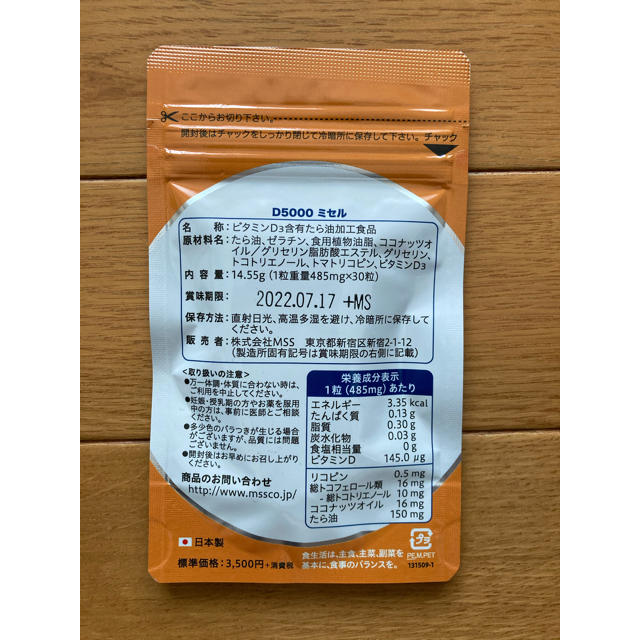 ここからお切り下さい。
開封後はチャックをしっかり閉じて冷暗所に保存して下さい。 チャック
D5000 ミセル
名 称: ビタミンD3含有たら油加工食品
原材料名: たら油、ゼラチン、食用植物油脂、ココナッツオ
イル/グリセリン脂肪酸エステル、グリセリン、
トコトリエノール、トマトリコピン、ビタミンD3
内 容 量: 14.55g (1粒重量485mg×30粒)
賞味期限: 2022.07.17 +MS
保存方法: 直射日光、高温多湿を避け、冷暗所に保存して
ください。
販 売 者: 株式会社MSS 東京都新宿区新宿2-1-12
(製造所固有記号は賞味期限の右側に記載)
<取り扱いの注意>
●万一体調・体質に合わない時は、
ご利用を中止してください。
●妊娠・授乳期の方やお薬を服用
中の方は、事前に医師とご相談
ください。
●多少色のバラつきが生じる場合
がございますが、品質には問題
ございません。
●開封後はお早めにお召し上がり
ください。
商品のお問い合わせ
http://www.mssco.jp/
栄養成分表示
1粒 (485mg) あたり
エネルギー 3.35 kcal
たんぱく質 0.13 g
脂質 0.30 g
炭水化物 0.03 g
食塩相当量 0 g
ビタミンD 145.0 μg
リコピン 0.5 mg
総トコフェロール類 16 mg
- 総トコトリエノール 10 mg
ココナッツオイル 16 mg
たら油 150 mg
日本製
標準価格: 3,500円 +消費税
食生活は、主食、主菜、副菜を
基本に、食事のバランスを。
プラ
PE,M,PET
131509-1